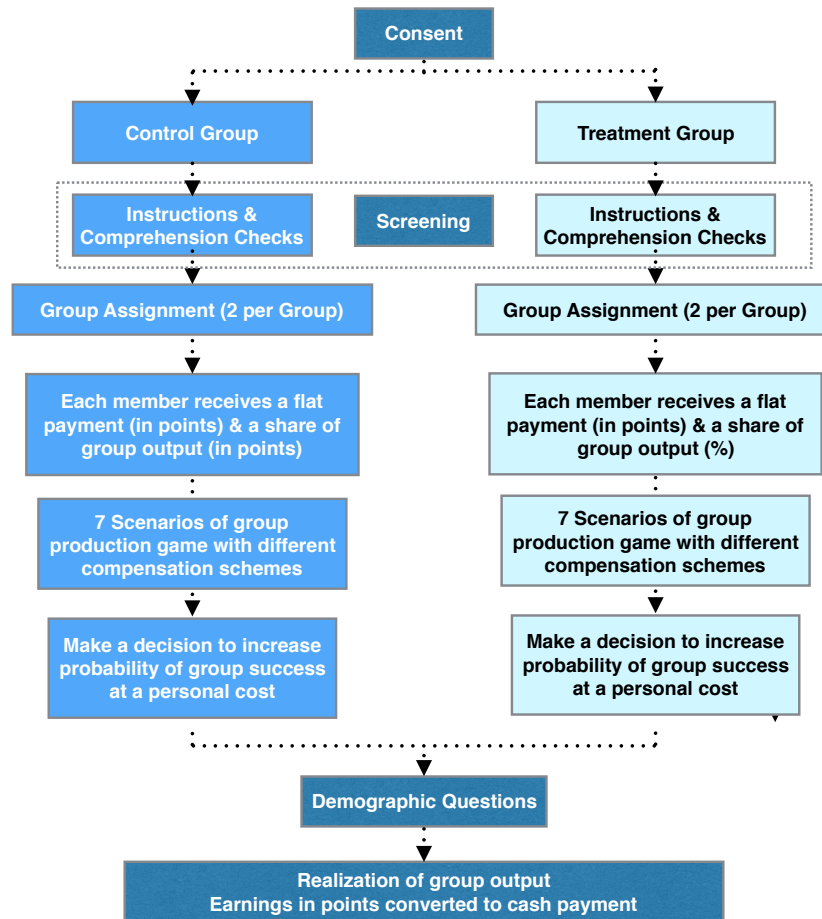 Consent
Control Group
Treatment Group
Instructions &
Comprehension Checks
Screening
Instructions &
Comprehension Checks
Group Assignment (2 per Group)
Group Assignment (2 per Group)
Each member receives a flat
payment (in points) & a share of
group output (in points)
Each member receives a flat
payment (in points) & a share of
group output (%)
7 Scenarios of group
production game with different
compensation schemes
7 Scenarios of group
production game with different
compensation schemes
Make a decision to increase
probability of group success
at a personal cost
Make a decision to increase
probability of group success
at a personal cost
Demographic Questions
Realization of group output
Earnings in points converted to cash payment